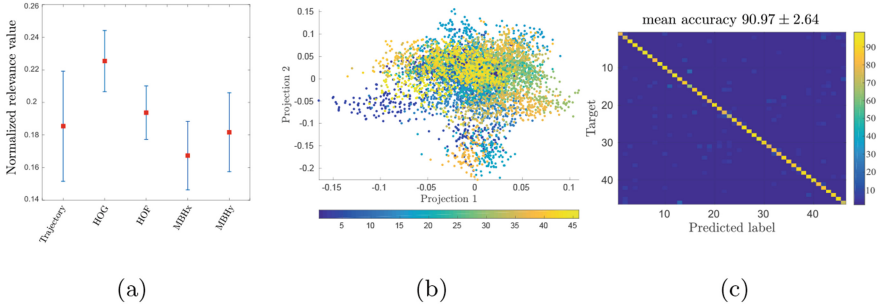 Normalized relevance value
0.26
0.24
0.22
0.2
0.18
0.16
0.14
Trajectory
HOG
HOF
MBHx
MBHy
(a)
Projection 2
0.15
0.1
0.05
0
-0.05
-0.1
-0.15
-0.2
-0.15 -0.1 -0.05 0 0.05 0.1
Projection 1
5 10 15 20 25 30 35 40 45
(b)
mean accuracy 90.97 ± 2.64
Target
10
20
30
40
10 20 30 40
Predicted label
90
80
70
60
50
40
30
20
10
(c)